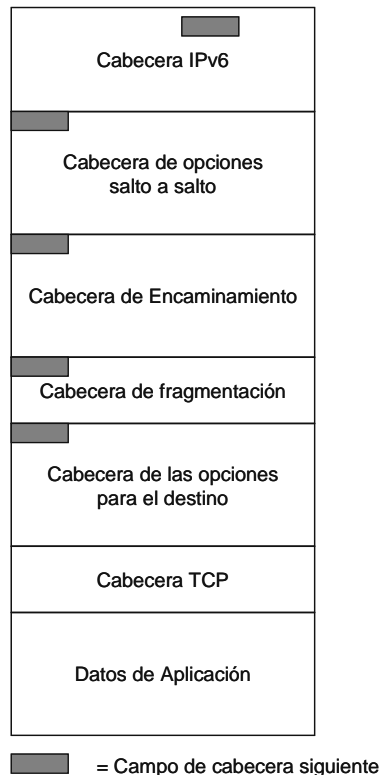 Cabecera IPv6
Cabecera de opciones
salto a salto
Cabecera de Encaminamiento
Cabecera de fragmentación
Cabecera de las opciones
para el destino
Cabecera TCP
Datos de Aplicación
= Campo de cabecera siguiente